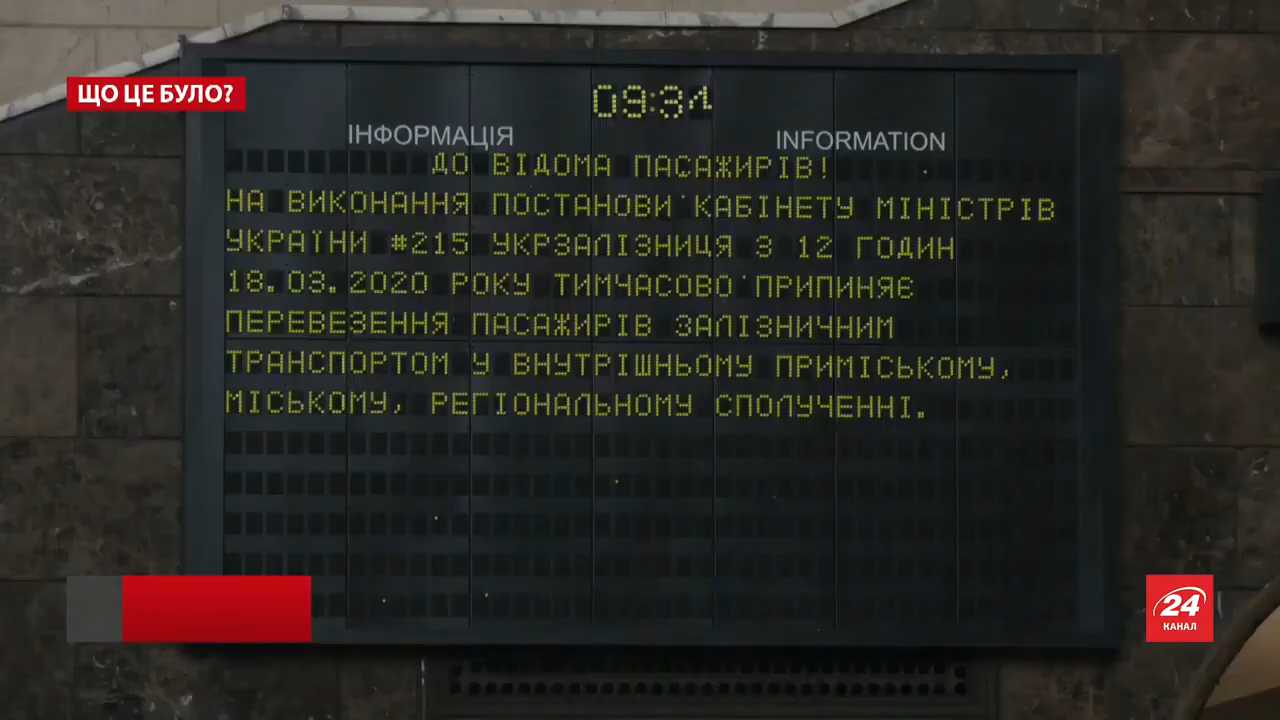 ЩО ЦЕ БУЛО?
09:34
ІНФОРМАЦІЯ INFORMATION
ДО ВІДОМА ПАСАЖИРІВ!
НА ВИКОНАННЯ ПОСТАНОВИ КАБІНЕТУ МІНІСТРІВ
УКРАЇНИ #215 УКРЗАЛІЗНИЦЯ З 12 ГОДИН
18.03.2020 РОКУ ТИМЧАСОВО ПРИПИНЯЄ
ПЕРЕВЕЗЕННЯ ПАСАЖИРІВ ЗАЛІЗНИЧНИМ
ТРАНСПОРТОМ У ВНУТРІШНЬОМУ ПРИМІСЬКОМУ,
МІСЬКОМУ, РЕГІОНАЛЬНОМУ СПОЛУЧЕННІ.
24
КАНАЛ